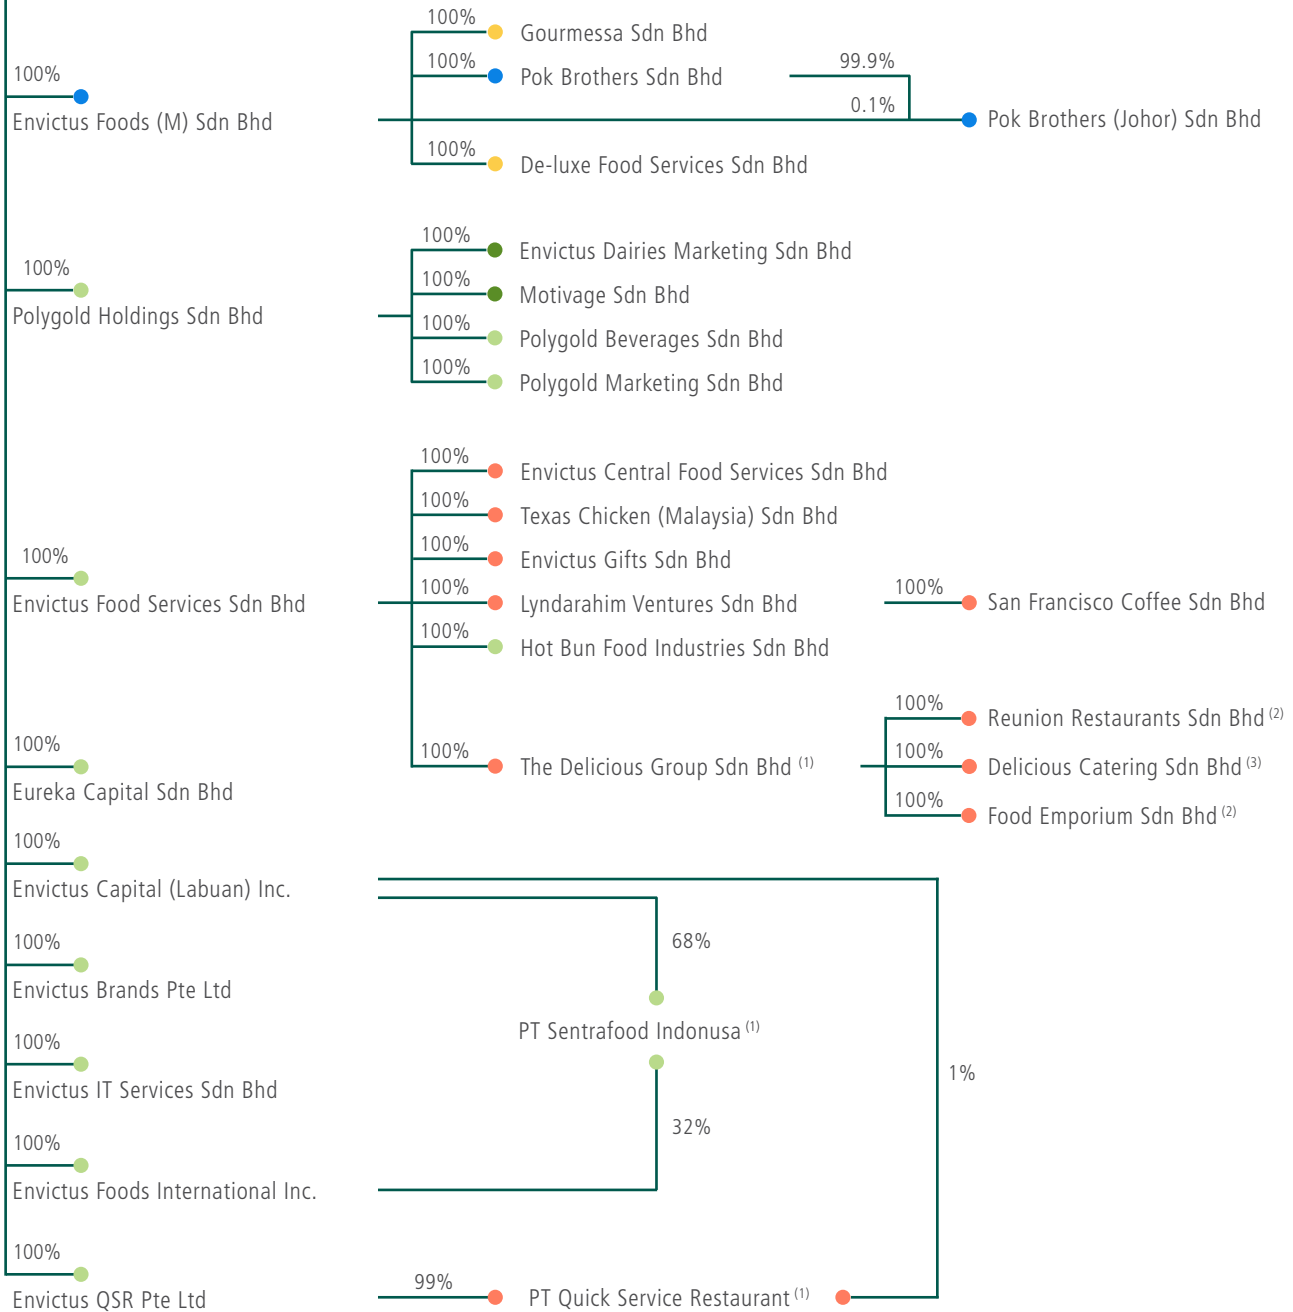 100%
Envictus Foods (M) Sdn Bhd
100%
Gourmessa Sdn Bhd
100%
Pok Brothers Sdn Bhd
99.9%
0.1%
Pok Brothers (Johor) Sdn Bhd
100%
De-luxe Food Services Sdn Bhd
100%
Polygold Holdings Sdn Bhd
100%
Envictus Dairies Marketing Sdn Bhd
100%
Motivage Sdn Bhd
100%
Polygold Beverages Sdn Bhd
100%
Polygold Marketing Sdn Bhd
100%
Envictus Food Services Sdn Bhd
100%
Envictus Central Food Services Sdn Bhd
100%
Texas Chicken (Malaysia) Sdn Bhd
100%
Envictus Gifts Sdn Bhd
100%
Lyndarahim Ventures Sdn Bhd
100%
San Francisco Coffee Sdn Bhd
100%
Hot Bun Food Industries Sdn Bhd
100%
The Delicious Group Sdn Bhd (1)
100%
Reunion Restaurants Sdn Bhd (2)
100%
Delicious Catering Sdn Bhd (3)
100%
Food Emporium Sdn Bhd (2)
100%
Eureka Capital Sdn Bhd
100%
Envictus Capital (Labuan) Inc.
68%
100%
Envictus Brands Pte Ltd
PT Sentrafood Indonusa (1)
100%
Envictus IT Services Sdn Bhd
1%
32%
100%
Envictus Foods International Inc.
100%
Envictus QSR Pte Ltd
99%
PT Quick Service Restaurant (1)